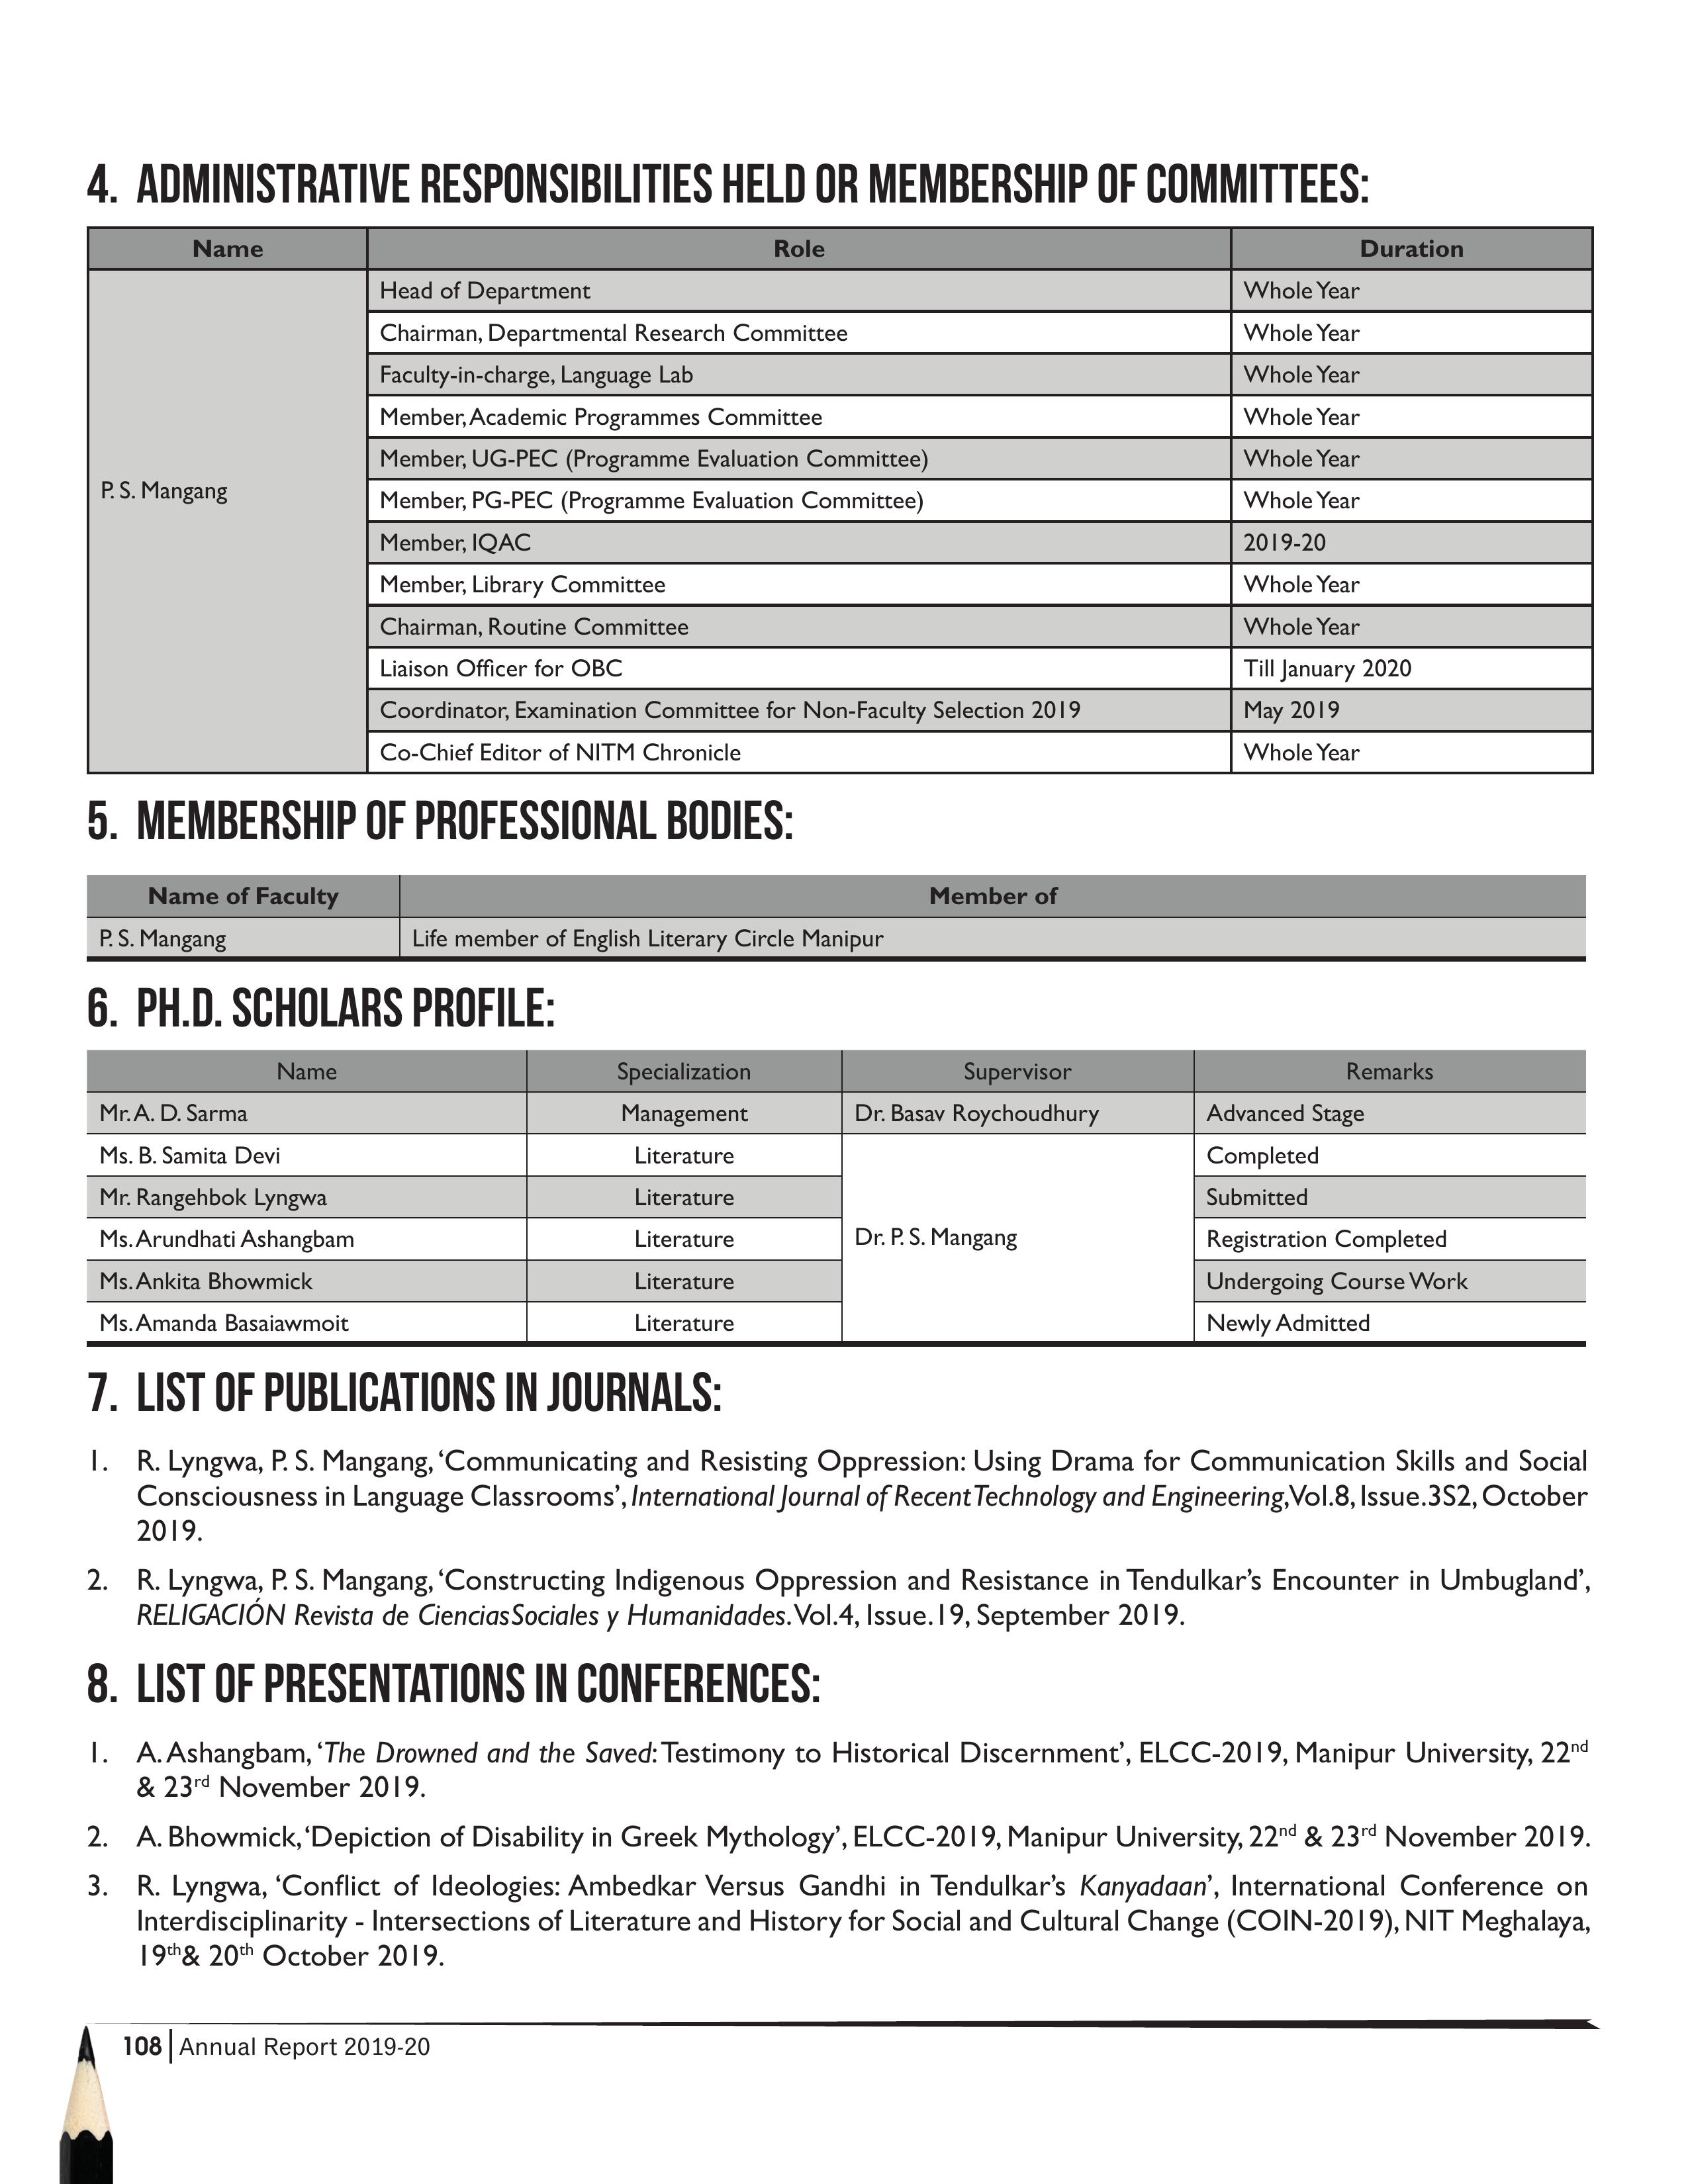 4. ADMINISTRATIVE RESPONSIBILITIES HELD OR MEMBERSHIP OF COMMITTEES:
Name Role Duration
P. S. Mangang
Head of Department Whole Year
Chairman, Departmental Research Committee Whole Year
Faculty-in-charge, Language Lab Whole Year
Member, Academic Programmes Committee Whole Year
Member, UG-PEC (Programme Evaluation Committee) Whole Year
Member, PG-PEC (Programme Evaluation Committee) Whole Year
Member, IQAC 2019-20
Member, Library Committee Whole Year
Chairman, Routine Committee Whole Year
Liaison Officer for OBC Till January 2020
Coordinator, Examination Committee for Non-Faculty Selection 2019 May 2019
Co-Chief Editor of NITM Chronicle Whole Year
5. MEMBERSHIP OF PROFESSIONAL BODIES:
Name of Faculty Member of
P. S. Mangang Life member of English Literary Circle Manipur
6. PH.D. SCHOLARS PROFILE:
Name Specialization Supervisor Remarks
Mr. A. D. Sarma Management Dr. Basav Roychoudhury Advanced Stage
Ms. B. Samita Devi Literature Completed
Mr. Rangehbok Lyngwa Literature Submitted
Ms. Arundhati Ashangbam Literature Dr. P. S. Mangang Registration Completed
Ms. Ankita Bhowmick Literature Undergoing Course Work
Ms. Amanda Basaiawmoit Literature Newly Admitted
7. LIST OF PUBLICATIONS IN JOURNALS:
1. R. Lyngwa, P. S. Mangang, ‘Communicating and Resisting Oppression: Using Drama for Communication Skills and Social
Consciousness in Language Classrooms’, International Journal of Recent Technology and Engineering, Vol.8, Issue.3S2, October
2019.
2. R. Lyngwa, P. S. Mangang, ‘Constructing Indigenous Oppression and Resistance in Tendulkar’s Encounter in Umbugland’,
RELIGACIÓN Revista de CienciasSociales y Humanidades. Vol.4, Issue.19, September 2019.
8. LIST OF PRESENTATIONS IN CONFERENCES:
1. A. Ashangbam, ‘The Drowned and the Saved: Testimony to Historical Discernment’, ELCC-2019, Manipur University, 22nd
& 23rd November 2019.
2. A. Bhowmick, ‘Depiction of Disability in Greek Mythology’, ELCC-2019, Manipur University, 22nd & 23rd November 2019.
3. R. Lyngwa, ‘Conflict of Ideologies: Ambedkar Versus Gandhi in Tendulkar’s Kanyadaan’, International Conference on
Interdisciplinarity - Intersections of Literature and History for Social and Cultural Change (COIN-2019), NIT Meghalaya,
19th& 20th October 2019.
108 Annual Report 2019-20